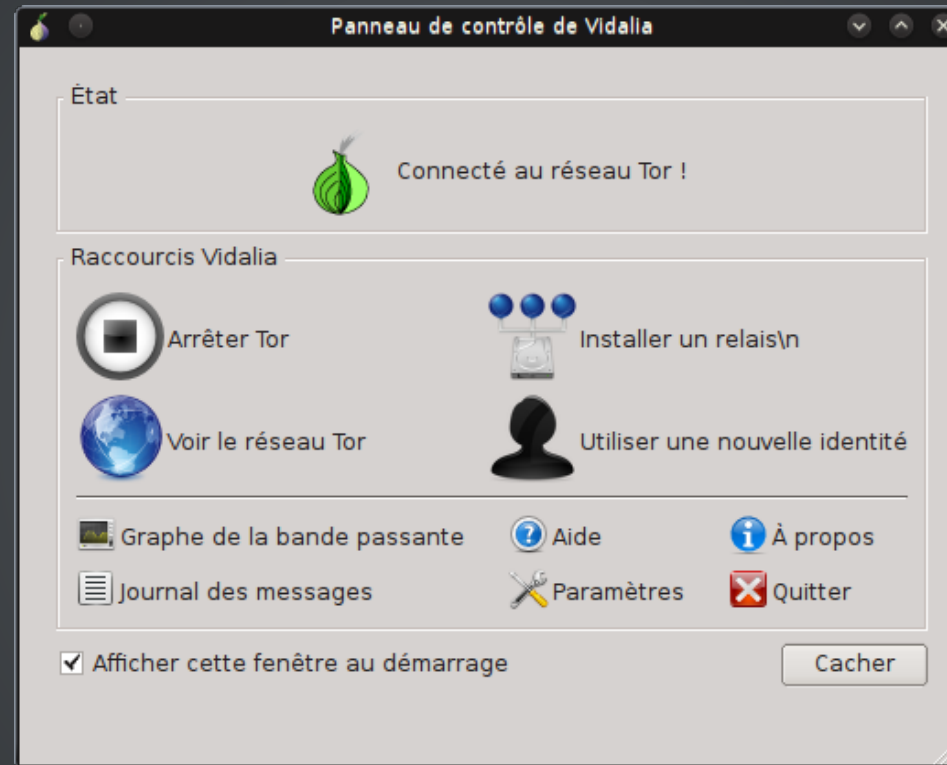 Panneau de contrôle de Vidalia
État
Connecté au réseau Tor !
Raccourcis Vidalia
Arrêter Tor
Installer un relais\n
Voir le réseau Tor
Utiliser une nouvelle identité
Graphe de la bande passante
Aide
À propos
Journal des messages
Paramètres
Quitter
Afficher cette fenêtre au démarrage
Cacher